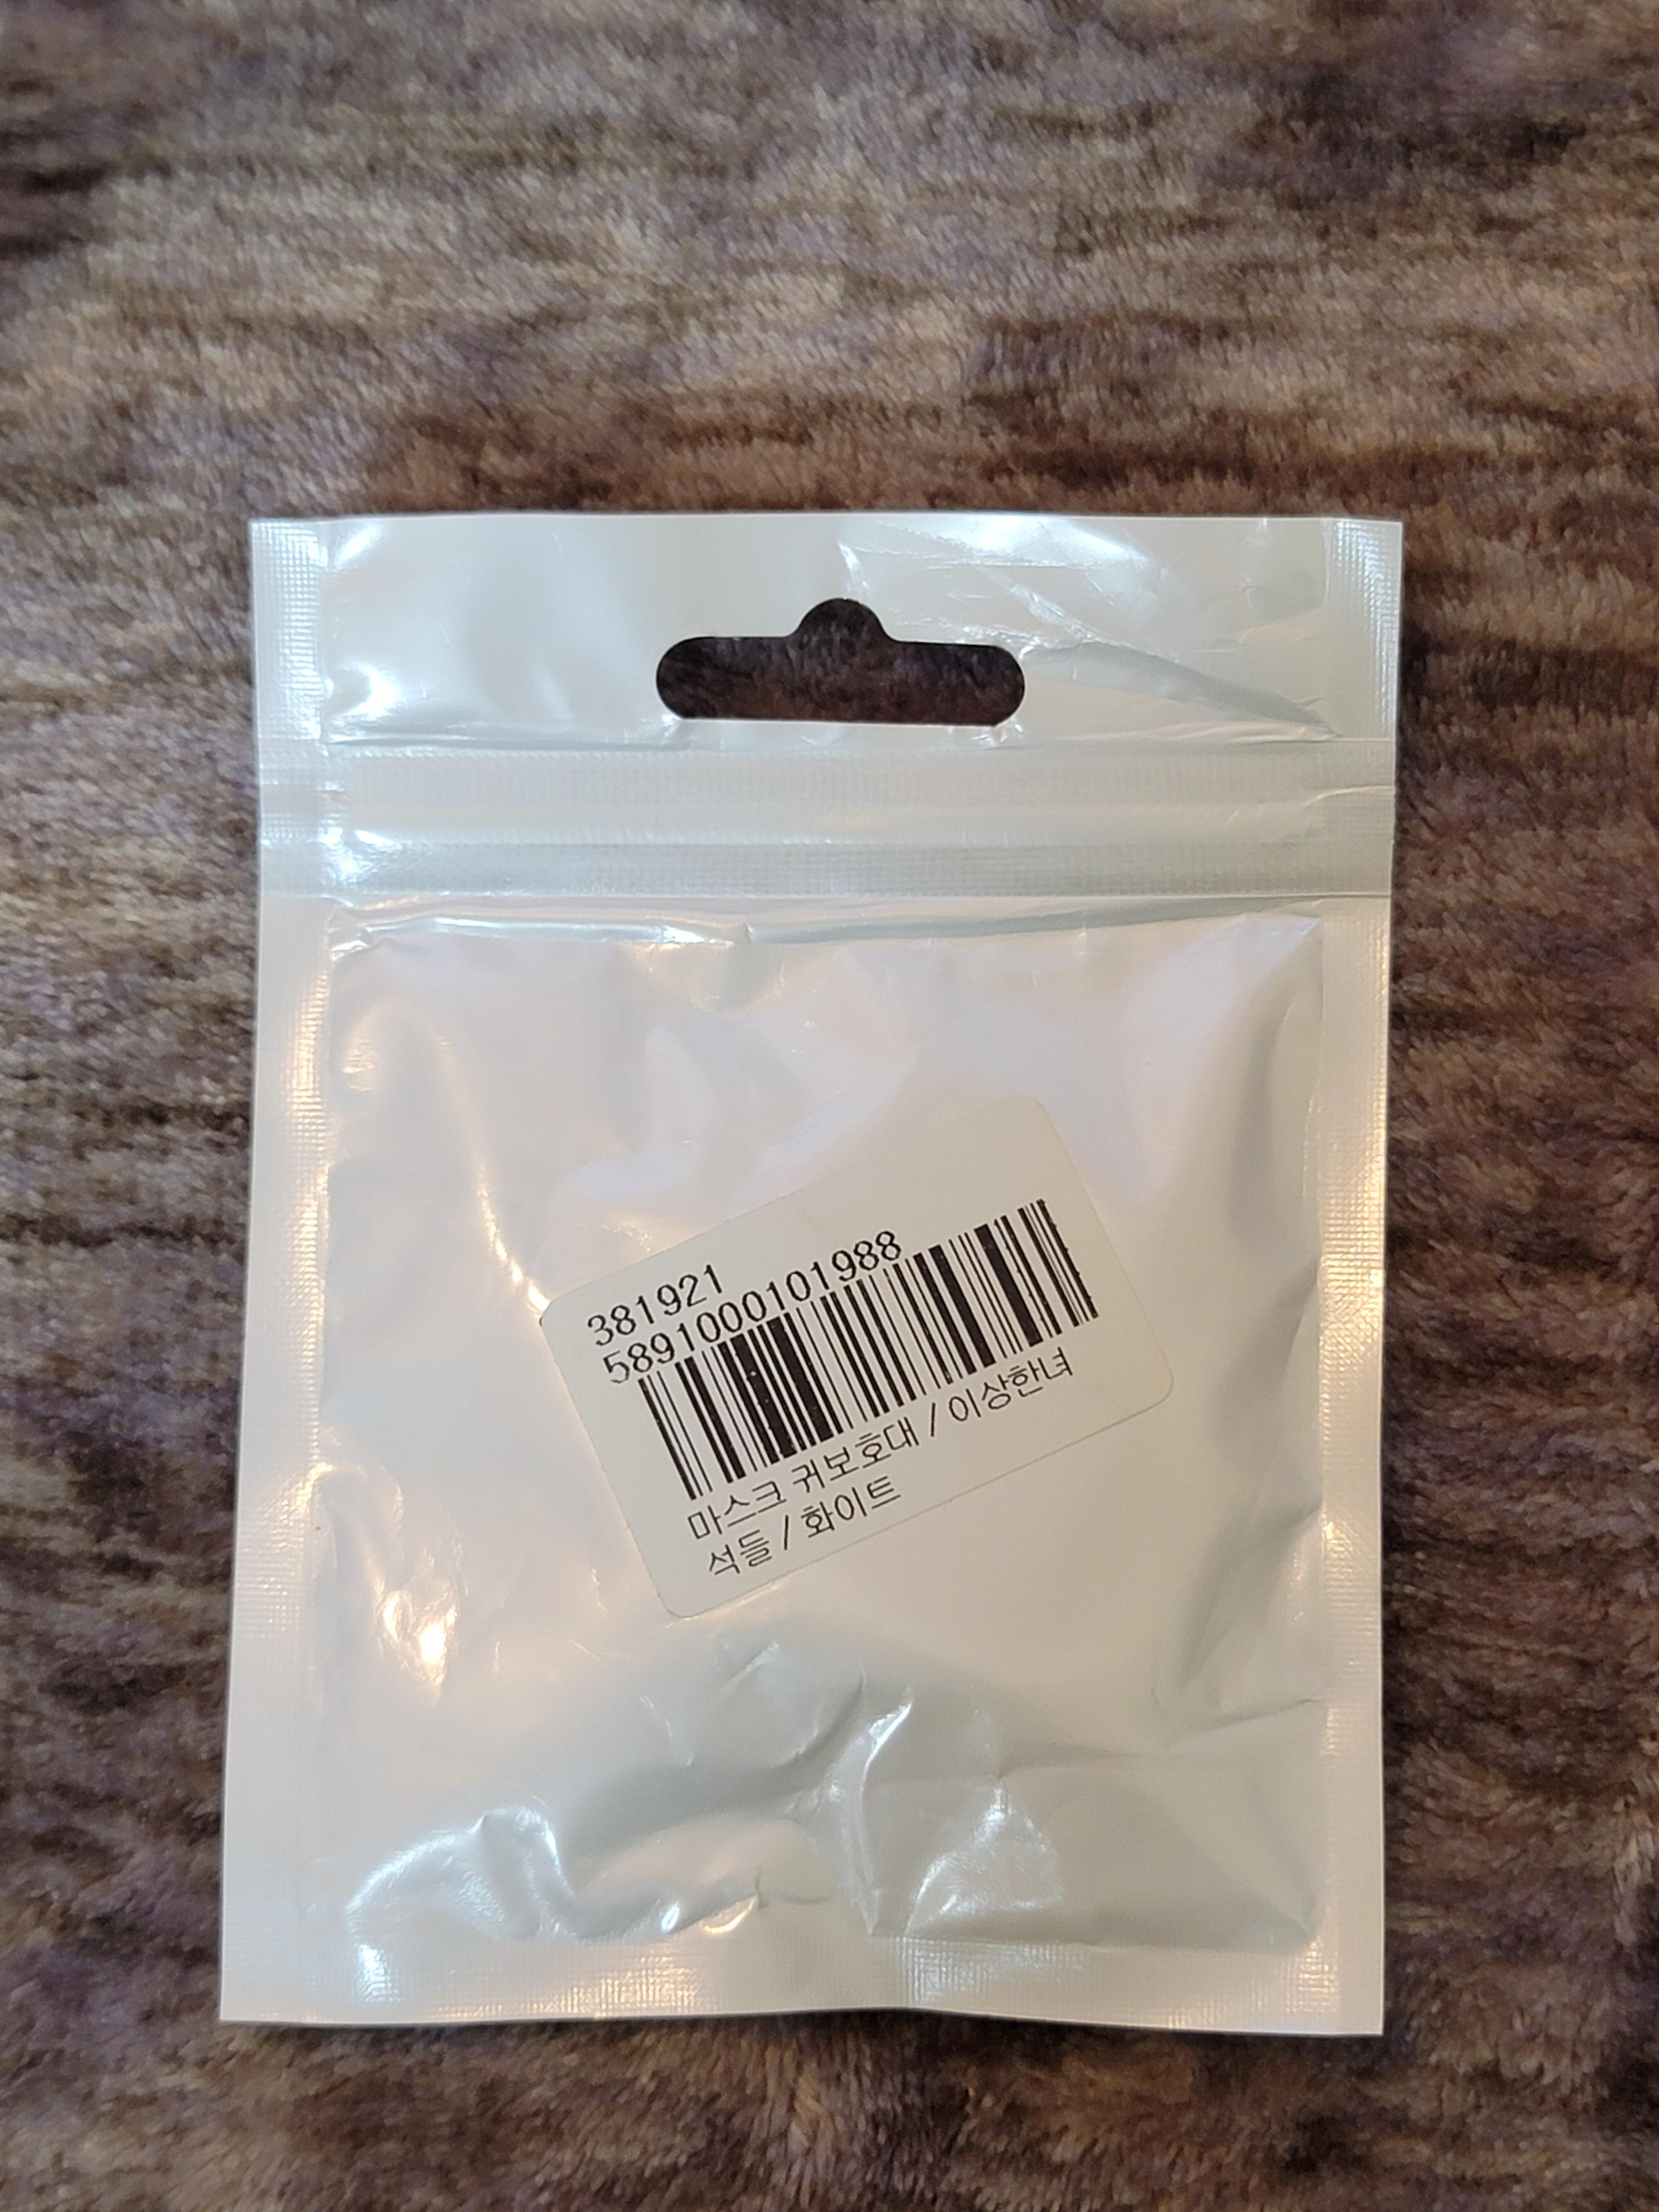 381921
5891000101988
마스크 귀보호대 / 이상한녀
석들 / 화이트